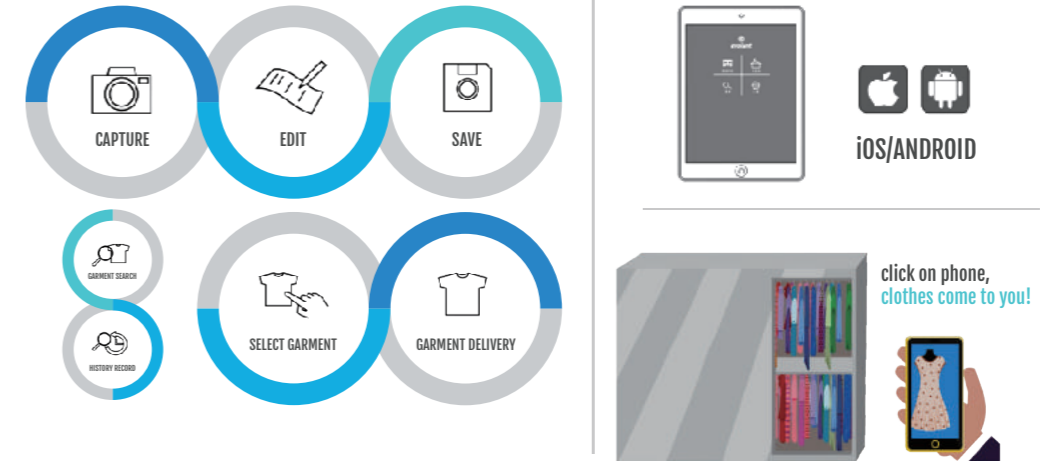 CAPTURE
EDIT
SAVE
GARMENT SEARCH
HISTORY RECORD
SELECT GARMENT
GARMENT DELIVERY
iOS/ANDROID
click on phone,
clothes come to you!